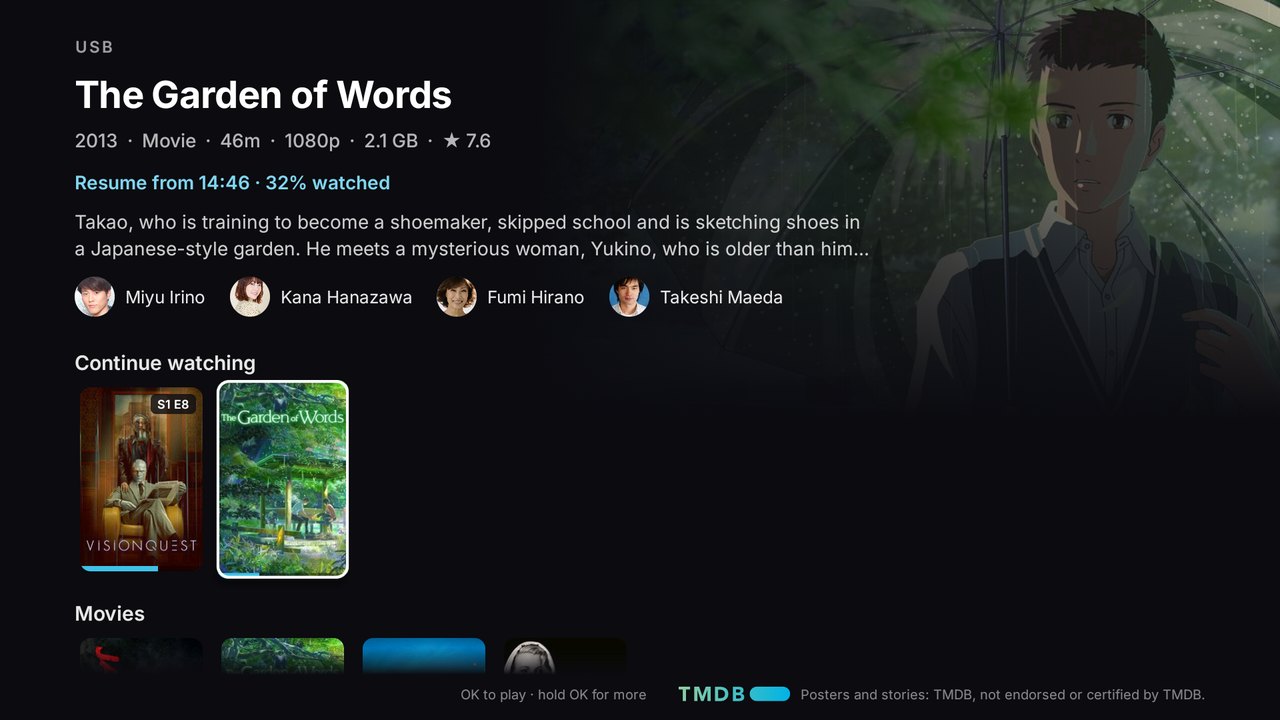 USB
The Garden of Words
2013 · Movie · 46m · 1080p · 2.1 GB · ★ 7.6
Resume from 14:46 · 32% watched
Takao, who is training to become a shoemaker, skipped school and is sketching shoes in
a Japanese-style garden. He meets a mysterious woman, Yukino, who is older than him...
Miyu Irino
Kana Hanazawa
Fumi Hirano
Takeshi Maeda
Continue watching
S1 E8
VISIONQUEST
The Garden of Words
Movies
OK to play · hold OK for more
TMDB
Posters and stories: TMDB, not endorsed or certified by TMDB.